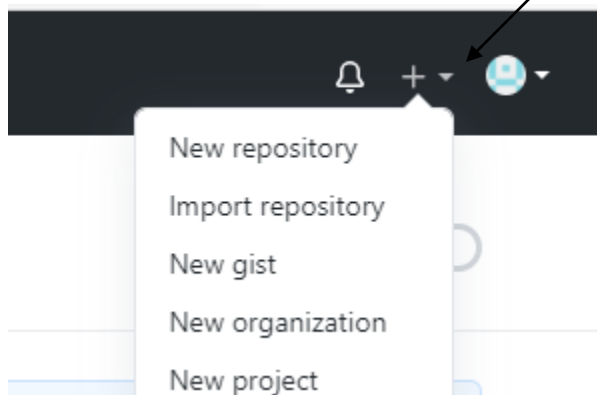 New repository
Import repository
New gist
New organization
New project